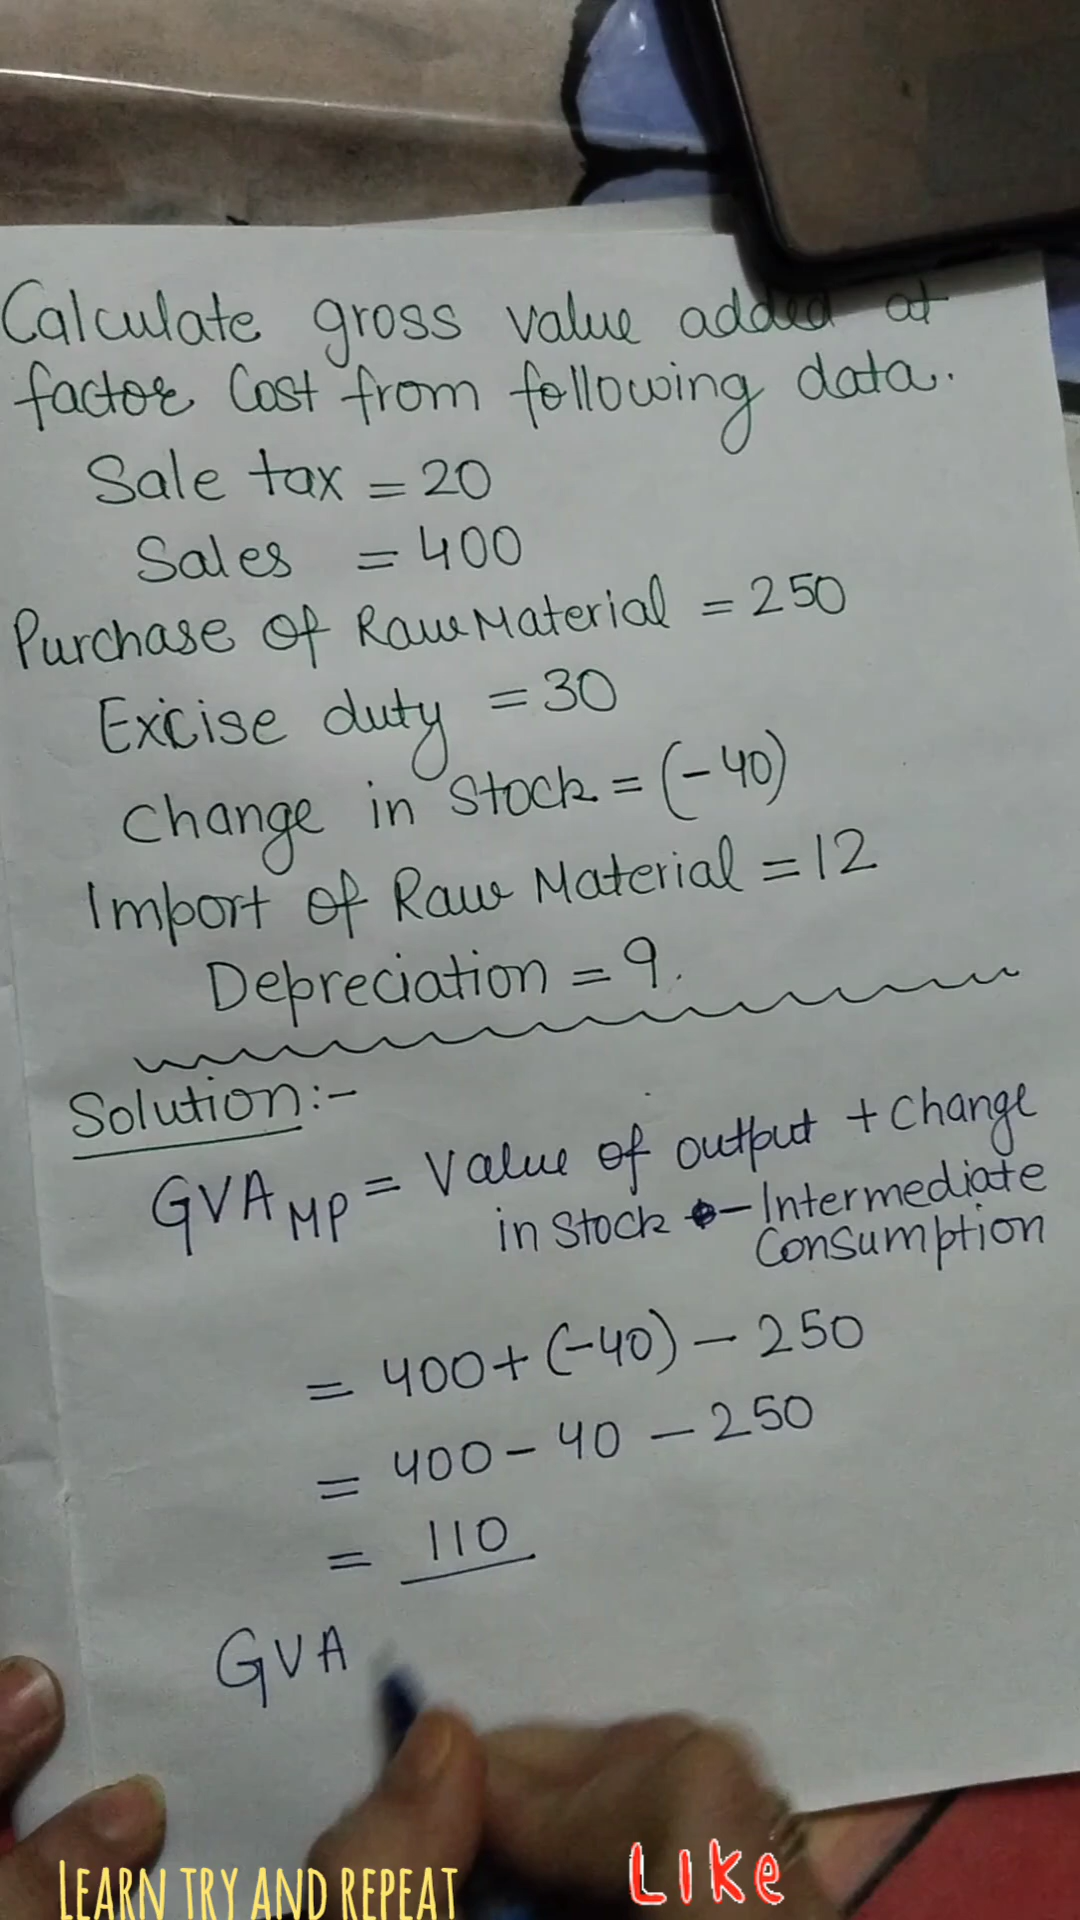 Calculate gross value added at
factor Cost from following data.
Sale tax = 20
Sales = 400
Purchase of Raw Material = 250
Excise duty = 30
Change in Stock = (-40)
Import of Raw Material = 12
Depreciation = 9.
Solution:-
GVA MP = Value of output + Change
in Stock - Intermediate
Consumption
= 400 + (-40) - 250
= 400 - 40 - 250
= 110
GVA
LEARN TRY AND REPEAT
LIKE